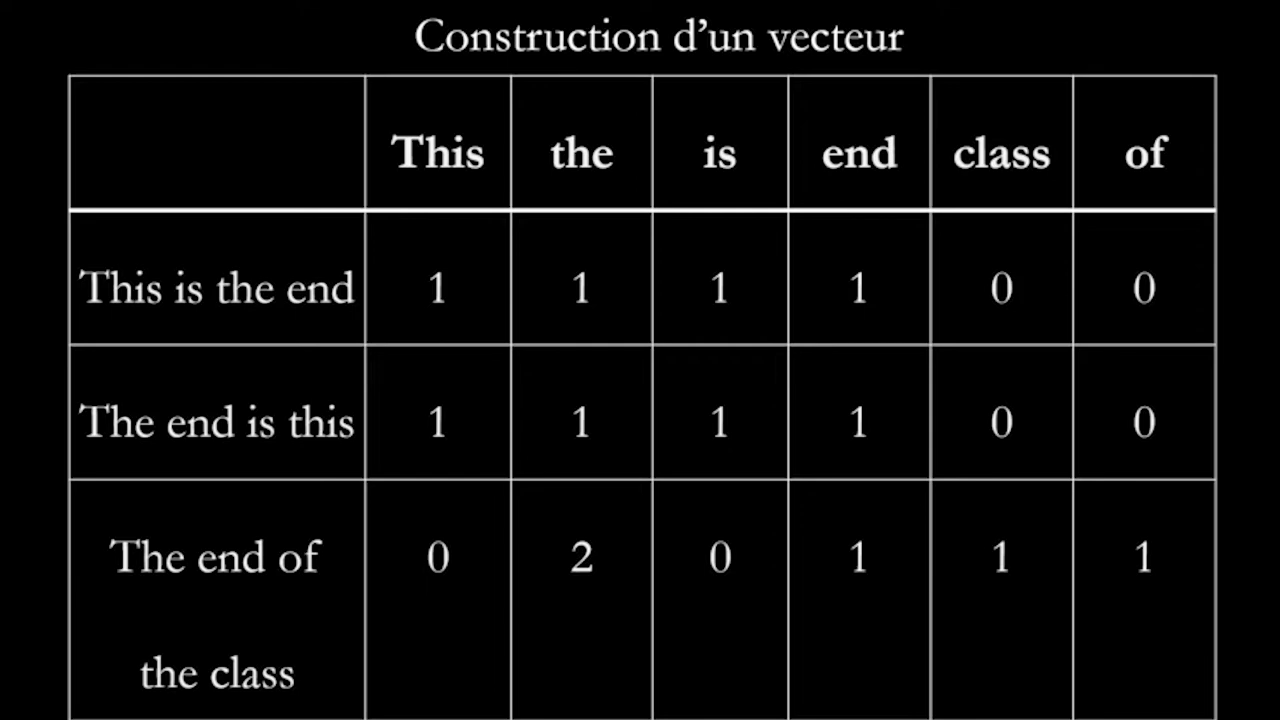 Construction d’un vecteur
This the is end class of
This is the end 1 1 1 1 0 0
The end is this 1 1 1 1 0 0
The end of 0 2 0 1 1 1
the class